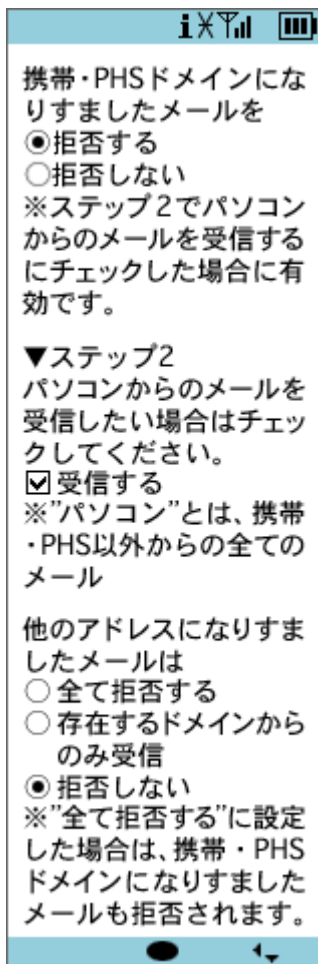 携帯・PHSドメインにな
りすましたメールを
◉拒否する
○拒否しない
※ステップ2でパソコン
からのメールを受信する
にチェックした場合に有
効です。
▼ステップ2
パソコンからのメールを
受信したい場合はチェッ
クしてください。
☑受信する
※”パソコン”とは、携帯
・PHS以外からの全ての
メール
他のアドレスになりすま
したメールは
○ 全て拒否する
○ 存在するドメインから
のみ受信
◉ 拒否しない
※”全て拒否する”に設定
した場合は、携帯・PHS
ドメインになりすました
メールも拒否されます。